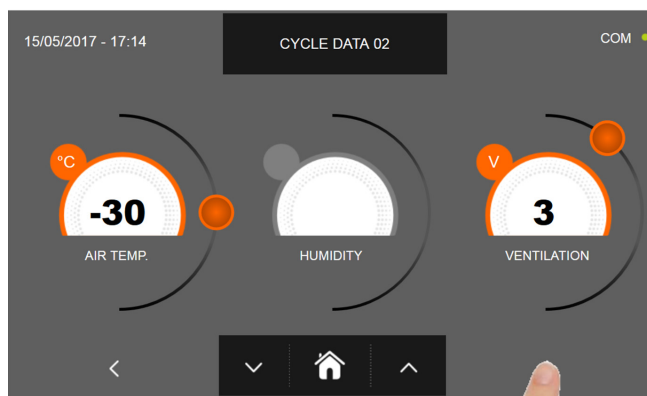 15/05/2017 - 17:14
CYCLE DATA 02
COM
°C
-30
AIR TEMP.
HUMIDITY
V
3
VENTILATION